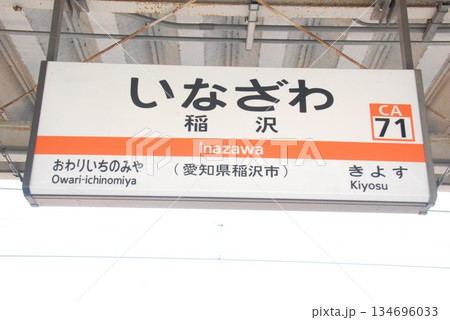 いなざわ
稲沢
CA
71
Inazawa
おわりいちのみや
Owari-ichinomiya
（愛知県稲沢市）
きよす
Kiyosu
134696033